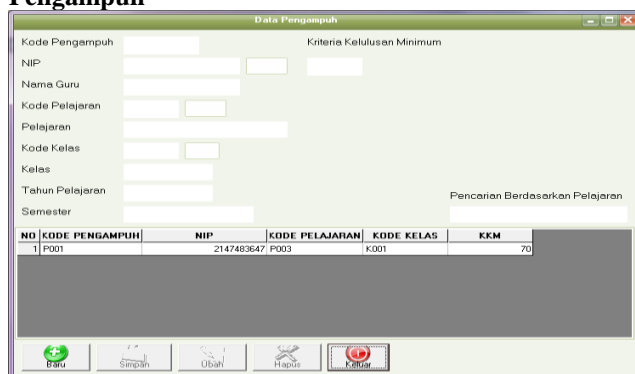 Pengampuh
Data Pengampuh
Kode Pengampuh
Kriteria Kelulusan Minimum
NIP
Nama Guru
Kode Pelajaran
Pelajaran
Kode Kelas
Kelas
Tahun Pelajaran
Pencarian Berdasarkan Pelajaran
Semester
NO KODE PENGAMPUH NIP KODE PELAJARAN KODE KELAS KKM
1 P001 2147483647 P003 K001 70
Baru Simpan Ubah Hapus Keluar